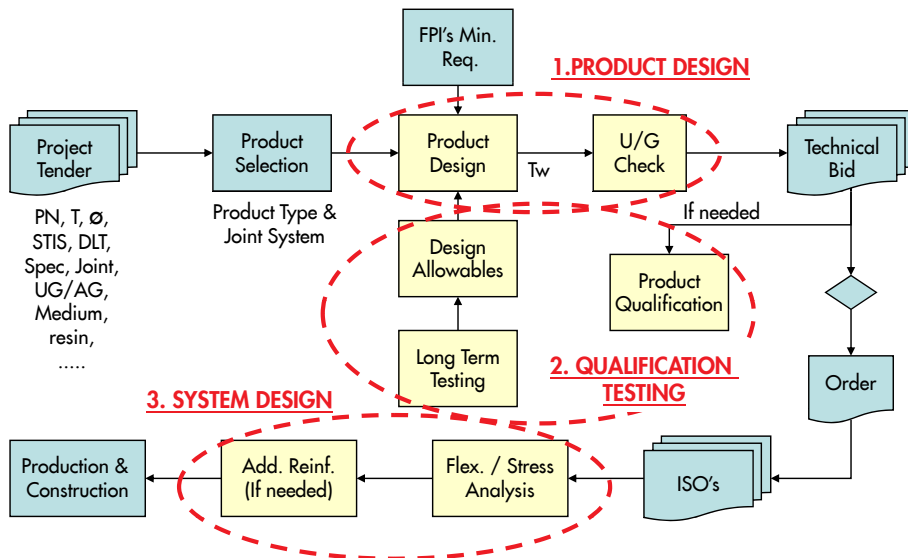 FPI's Min.
Req.
1.PRODUCT DESIGN
Project
Tender
Product
Selection
Product
Design
Tw
U/G
Check
Technical
Bid
PN, T, ø,
STIS, DLT,
Spec, Joint,
UG/AG,
Medium,
resin,
.....
Product Type &
Joint System
If needed
Design
Allowables
Product
Qualification
Long Term
Testing
2. QUALIFICATION
TESTING
Order
3. SYSTEM DESIGN
Production &
Construction
Add. Reinf.
(If needed)
Flex. / Stress
Analysis
ISO's